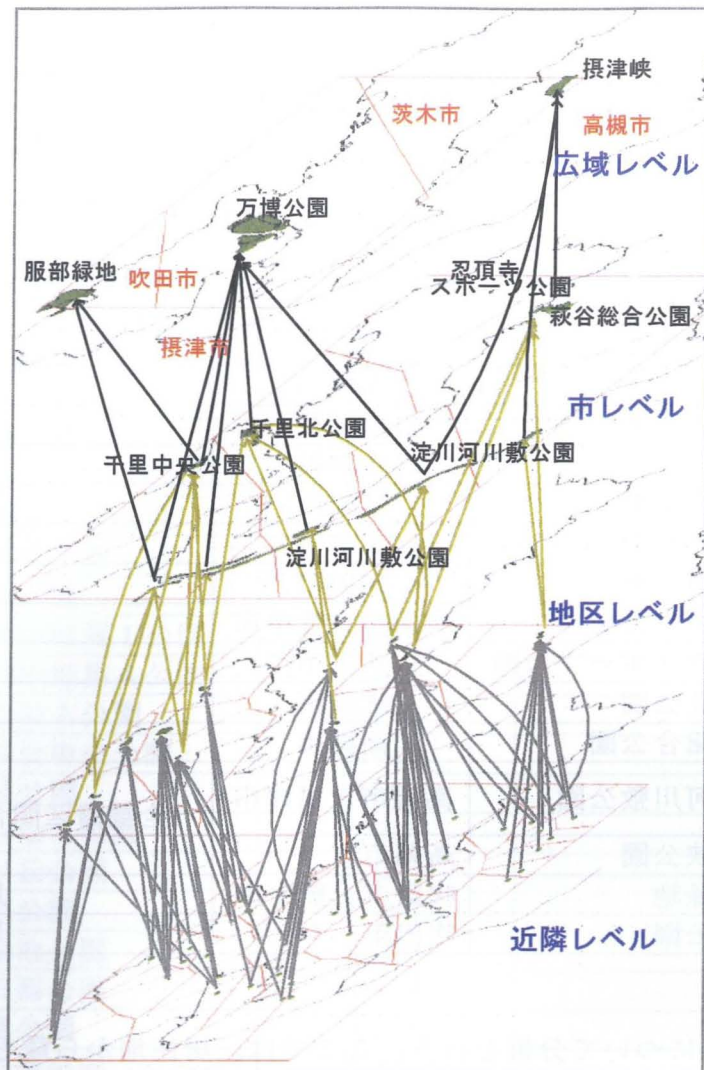 摂津峡
茨木市
高槻市
広域レベル
万博公園
服部緑地
吹田市
忍頂寺
スポーツ公園
萩谷総合公園
摂津市
市レベル
千里北公園
千里中央公園
淀川河川敷公園
淀川河川敷公園
地区レベル
近隣レベル